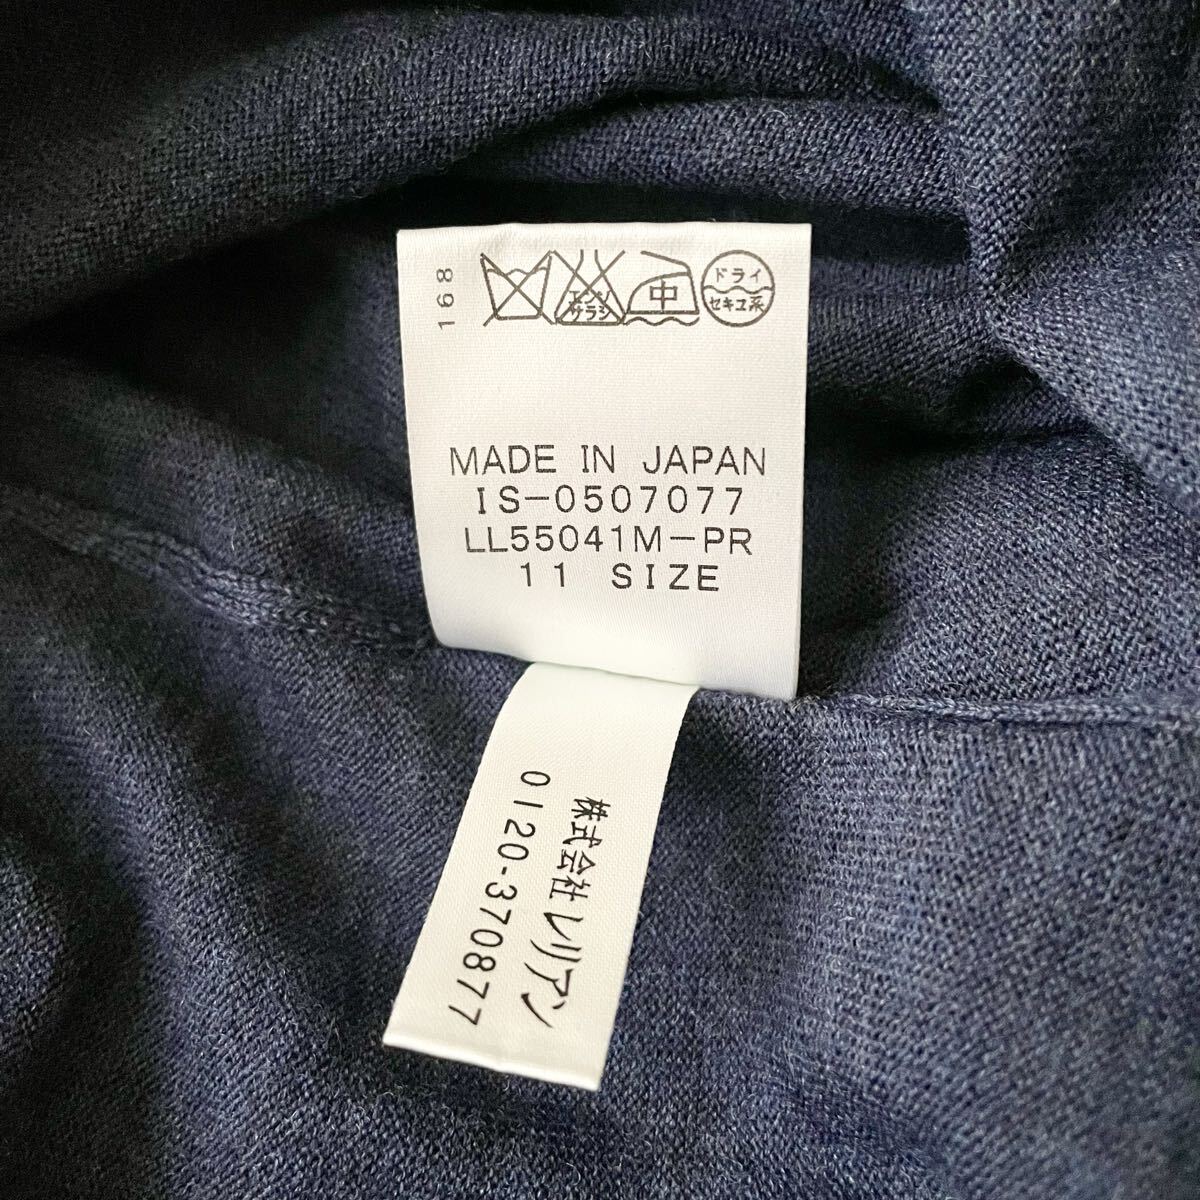 168
エンソ
サラシ
中
ドライ
セキユ系
MADE IN JAPAN
IS-0507077
LL55041M-PR
11 SIZE
株式会社レリアン
0120-370877